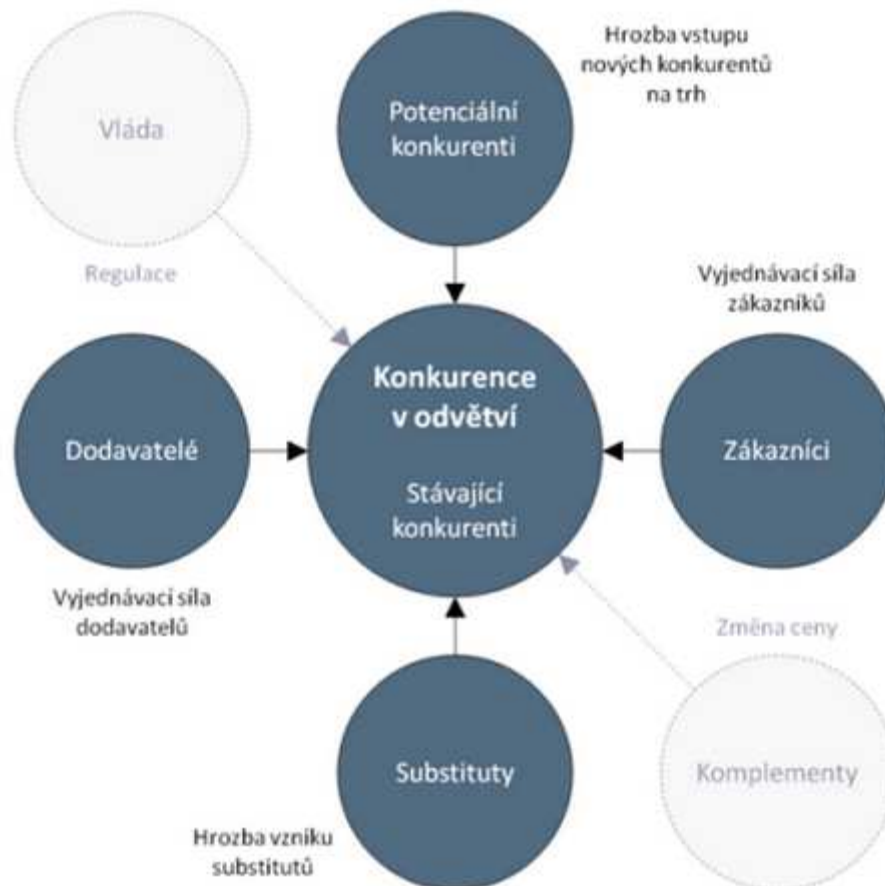 Hrozba vstupu
nových konkurentů
na trh
Vláda
Potenciální
konkurenti
Regulace
Vyjednávací síla
zákazníků
Konkurence
v odvětví
Stávající
konkurenti
Dodavatelé
Zákazníci
Vyjednávací síla
dodavatelů
Změna ceny
Substituty
Komplementy
Hrozba vzniku
substitutů